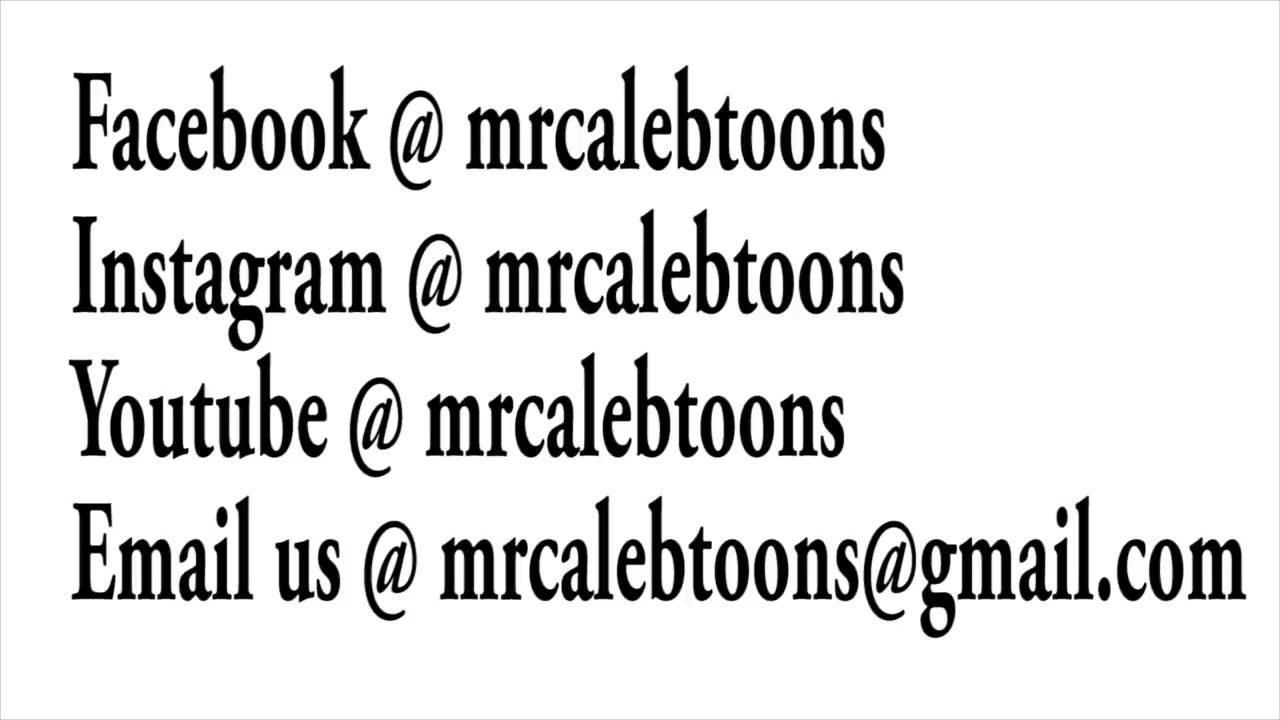 Facebook @ mrcalebtoons
Instagram @ mrcalebtoons
Youtube @ mrcalebtoons
Email us @ mrcalebtoons@gmail.com